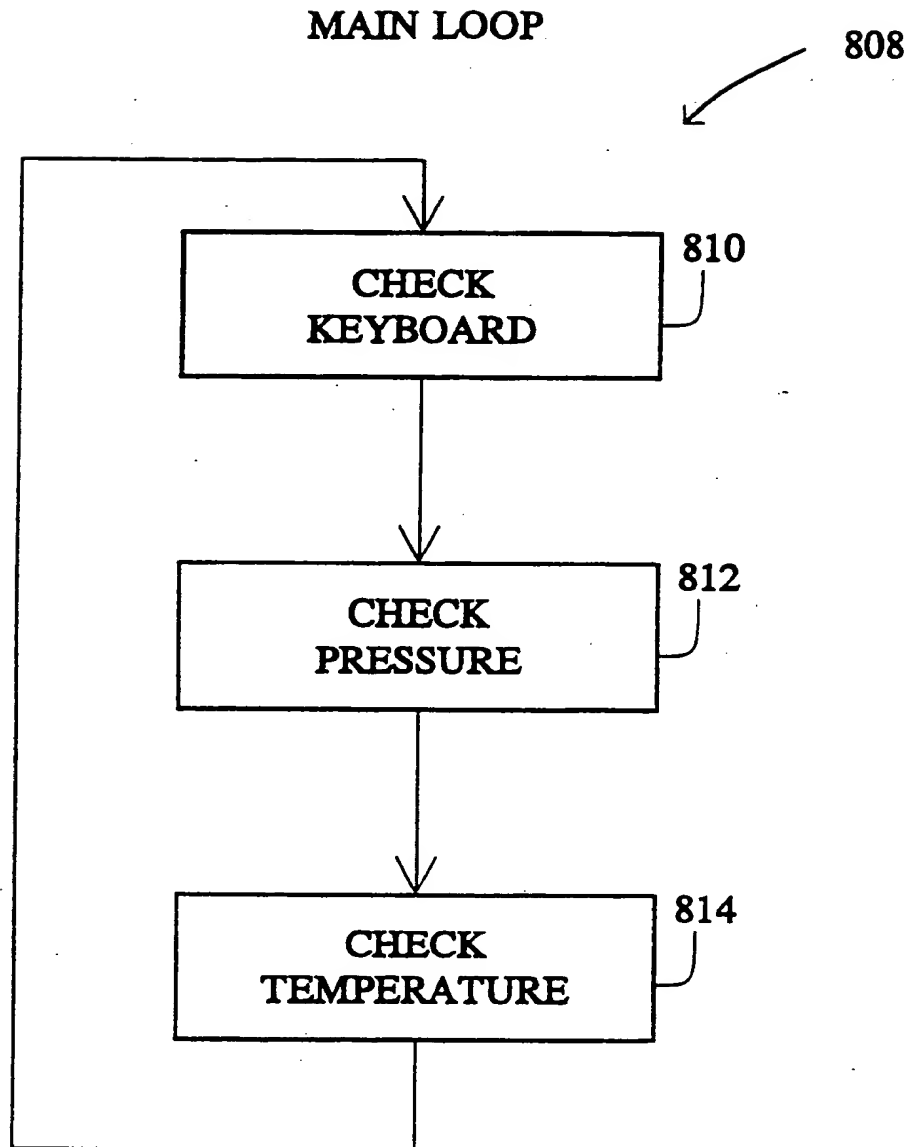 MAIN LOOP
808
810
CHECK
KEYBOARD
812
CHECK
PRESSURE
814
CHECK
TEMPERATURE